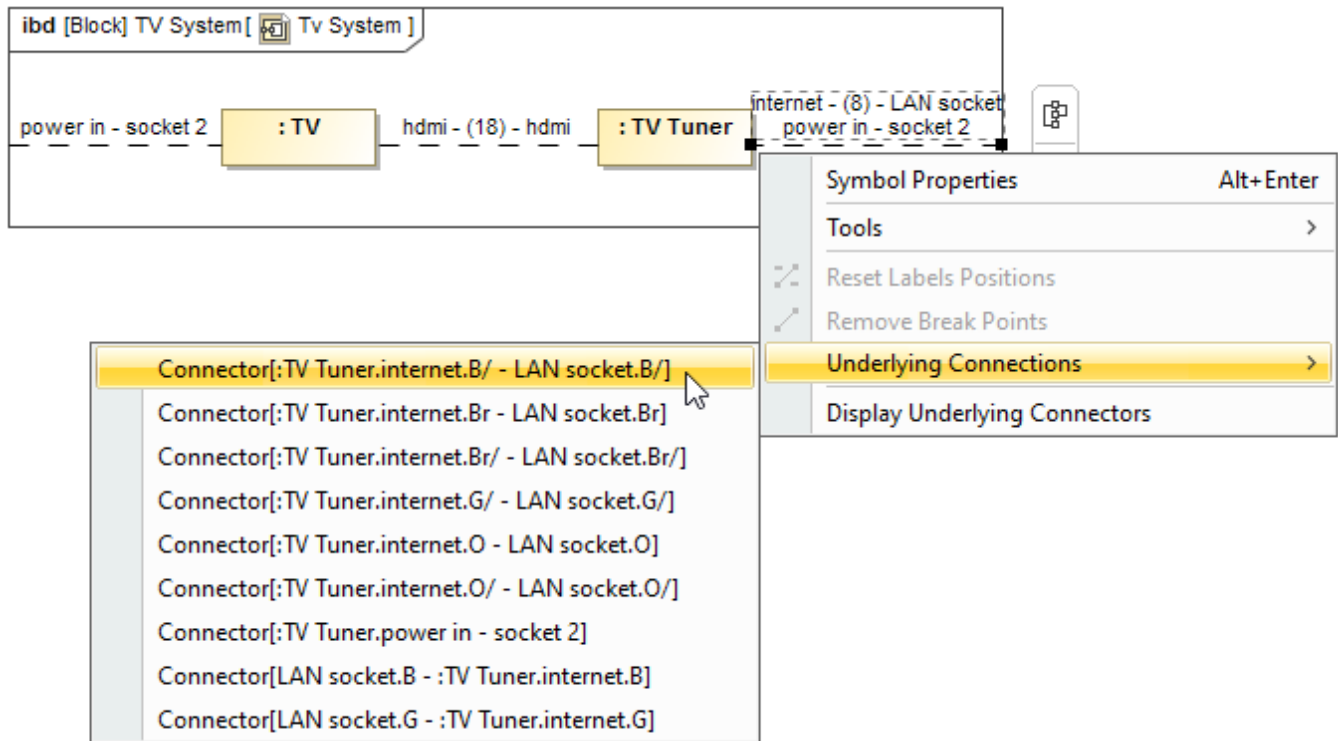 ibd [Block] TV System[ Tv System ]
power in - socket 2
: TV
hdmi - (18) - hdmi
: TV Tuner
internet - (8) - LAN socket
power in - socket 2
Symbol Properties Alt+Enter
Tools
Reset Labels Positions
Remove Break Points
Underlying Connections
Display Underlying Connectors
Connector[:TV Tuner.internet.B/ - LAN socket.B/]
Connector[:TV Tuner.internet.Br - LAN socket.Br]
Connector[:TV Tuner.internet.Br/ - LAN socket.Br/]
Connector[:TV Tuner.internet.G/ - LAN socket.G/]
Connector[:TV Tuner.internet.O - LAN socket.O]
Connector[:TV Tuner.internet.O/ - LAN socket.O/]
Connector[:TV Tuner.power in - socket 2]
Connector[LAN socket.B - :TV Tuner.internet.B]
Connector[LAN socket.G - :TV Tuner.internet.G]